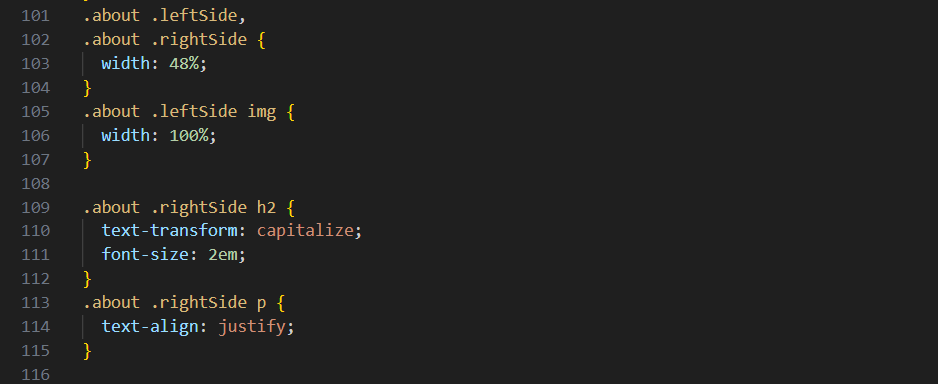 101 .about .leftSide,
102 .about .rightSide {
103   width: 48%;
104 }
105 .about .leftSide img {
106   width: 100%;
107 }
108
109 .about .rightSide h2 {
110   text-transform: capitalize;
111   font-size: 2em;
112 }
113 .about .rightSide p {
114   text-align: justify;
115 }
116